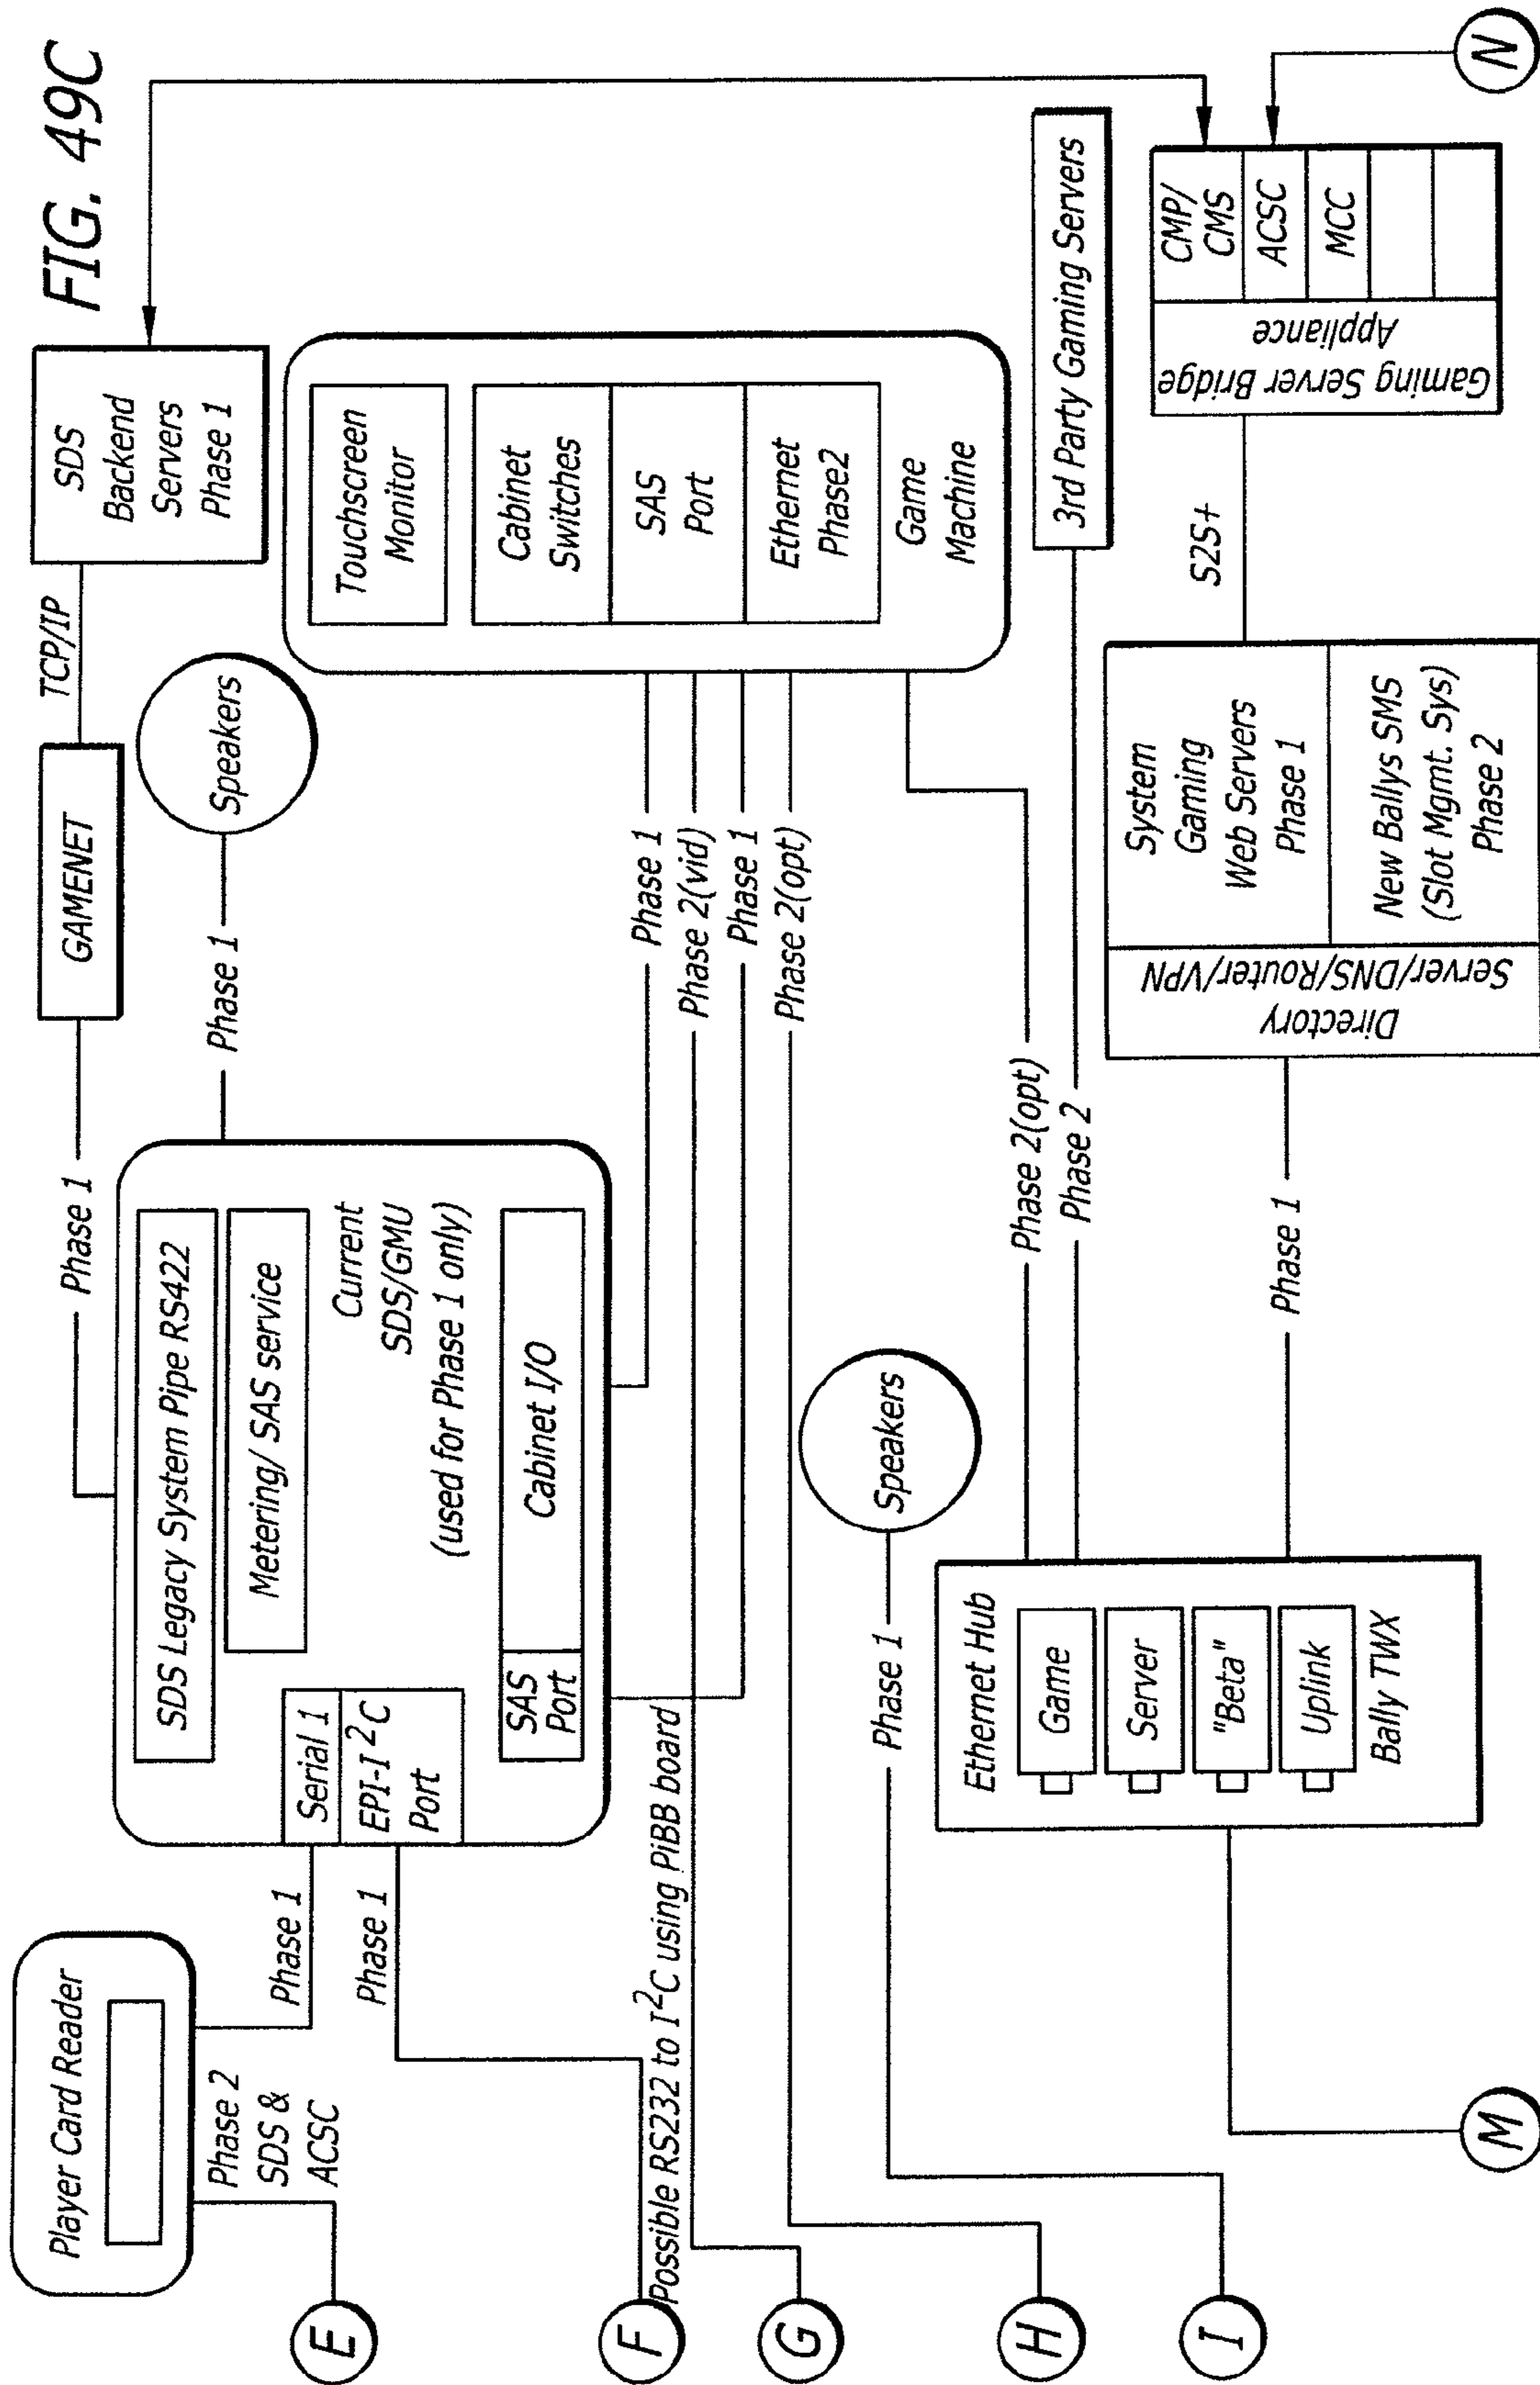 FIG. 49C
Player Card Reader
Phase 2
SDS &
ACSC
Phase 1
Phase 1
E
F
G
H
I
M
N
SDS Legacy System Pipe RS422
Metering/ SAS service
Serial 1
EPI-I²C
Port
Current
SDS/GMU
(used for Phase 1 only)
SAS
Port
Cabinet I/O
Phase 1
GAMENET
TCP/IP
SDS
Backend
Servers
Phase 1
Phase 1
Speakers
Touchscreen
Monitor
Cabinet
Switches
SAS
Port
Ethernet
Phase2
Game
Machine
Phase 1
Phase 2(vid)
Phase 1
Phase 2(opt)
Possible RS232 to I²C using PiBB board
Phase 1
Speakers
Phase 2(opt)
Phase 2
3rd Party Gaming Servers
Ethernet Hub
Game
Server
"Beta"
Uplink
Bally TWX
Phase 1
Directory
Server/DNS/Router/VPN
System
Gaming
Web Servers
Phase 1
New Ballys SMS
(Slot Mgmt. Sys)
Phase 2
S2S+
Gaming Server Bridge
Appliance
CMP/
CMS
ACSC
MCC